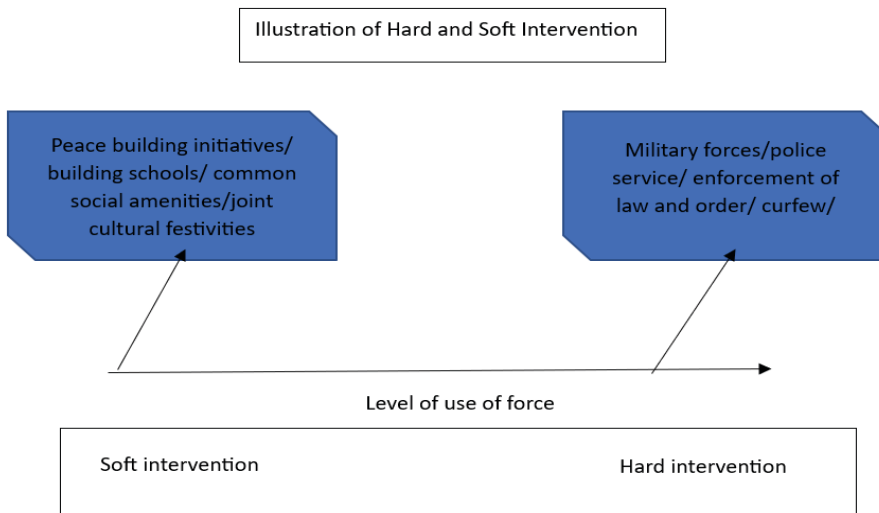 Illustration of Hard and Soft Intervention
Peace building initiatives/
building schools/ common
social amenities/joint
cultural festivities
Military forces/police
service/ enforcement of
law and order/ curfew/
Level of use of force
Soft intervention
Hard intervention